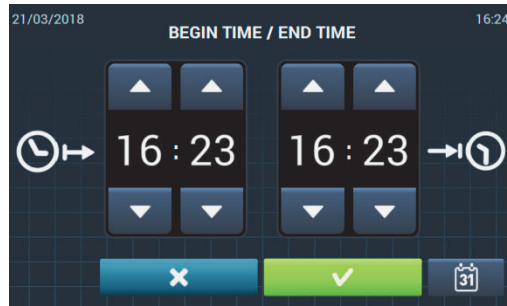 21/03/2018
16:24
BEGIN TIME / END TIME
16 : 23
16 : 23
31